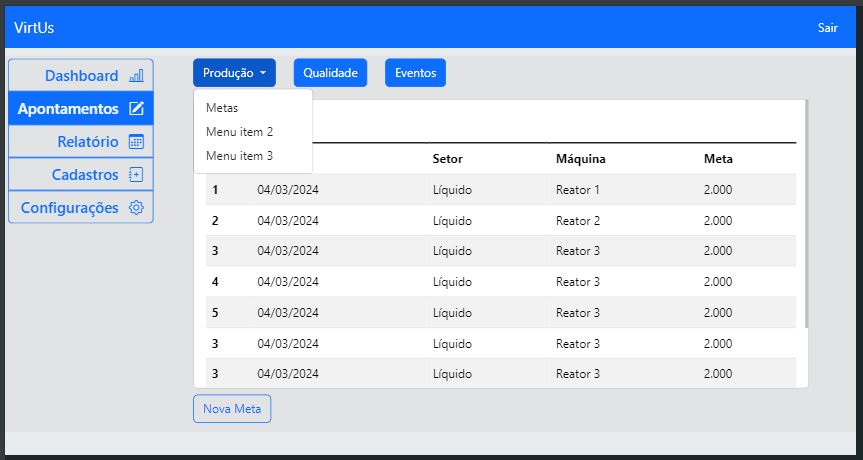 VirtUs Sair
Dashboard
Apontamentos
Relatório
Cadastros
Configurações
Produção Qualidade Eventos
Metas
Menu item 2
Menu item 3
Setor Máquina Meta
1 04/03/2024 Líquido Reator 1 2.000
2 04/03/2024 Líquido Reator 2 2.000
3 04/03/2024 Líquido Reator 3 2.000
4 04/03/2024 Líquido Reator 3 2.000
5 04/03/2024 Líquido Reator 3 2.000
3 04/03/2024 Líquido Reator 3 2.000
3 04/03/2024 Líquido Reator 3 2.000
Nova Meta